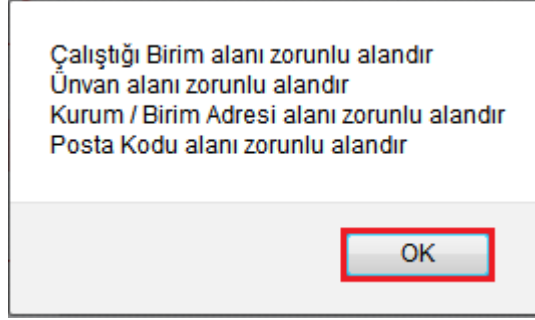 Çalıştığı Birim alanı zorunlu alandır
Ünvan alanı zorunlu alandır
Kurum / Birim Adresi alanı zorunlu alandır
Posta Kodu alanı zorunlu alandır
OK